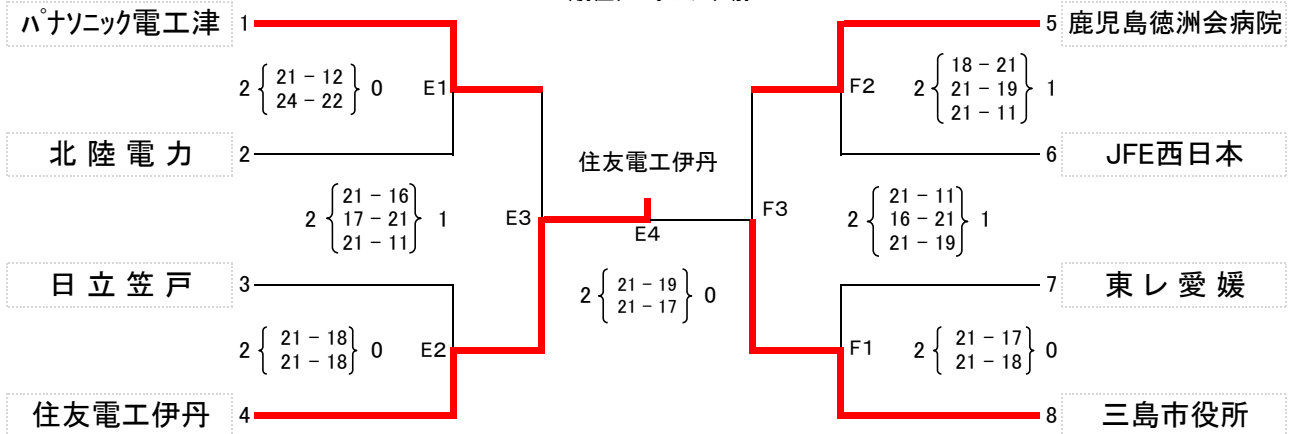 パナソニック電工津 1
5 鹿児島徳洲会病院
2 { 21 - 12 } 0 E1
24 - 22
F2 2 { 18 - 21 } 1
21 - 19
21 - 11
北陸電力 2
6 JFE西日本
住友電工伊丹
2 { 21 - 16 } 1 E3
17 - 21
21 - 11
E4
F3 2 { 21 - 11 } 1
16 - 21
21 - 19
日立笠戸 3
7 東レ愛媛
2 { 21 - 19 } 0
21 - 17
2 { 21 - 18 } 0 E2
21 - 18
F1 2 { 21 - 17 } 0
21 - 18
住友電工伊丹 4
8 三島市役所